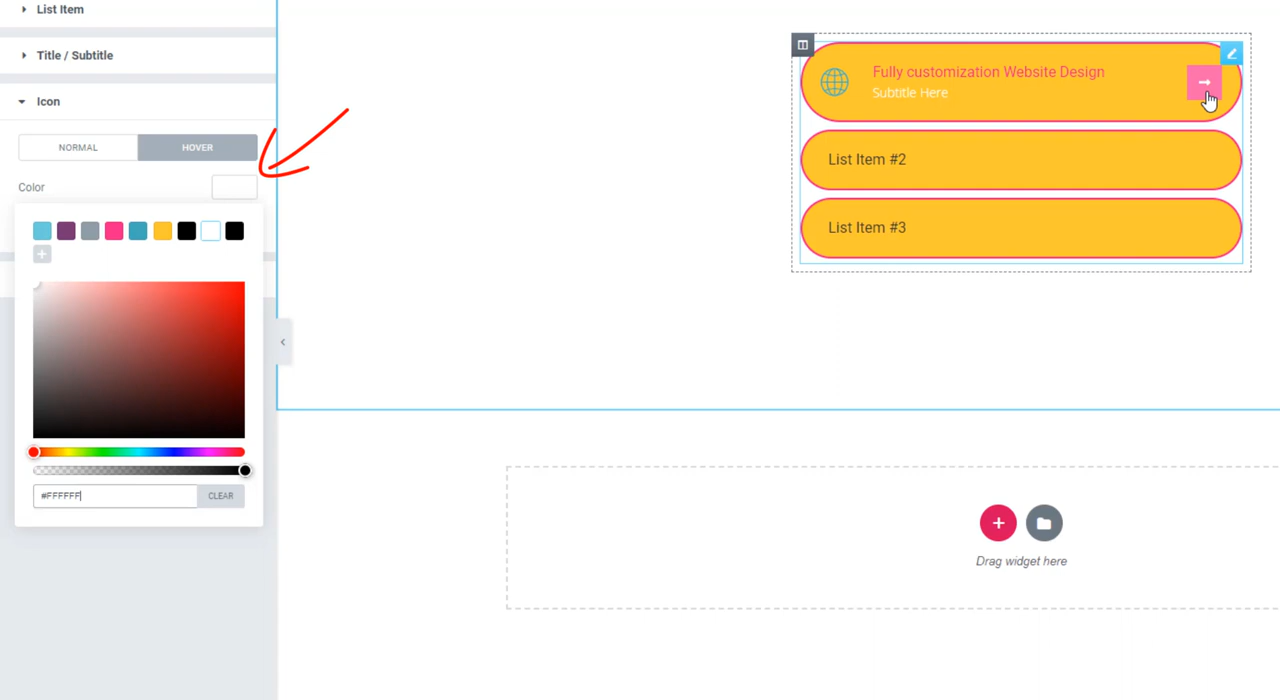 List Item
Title / Subtitle
Icon
NORMAL
HOVER
Color
#FFFFFF
CLEAR
Fully customization Website Design
Subtitle Here
List Item #2
List Item #3
Drag widget here